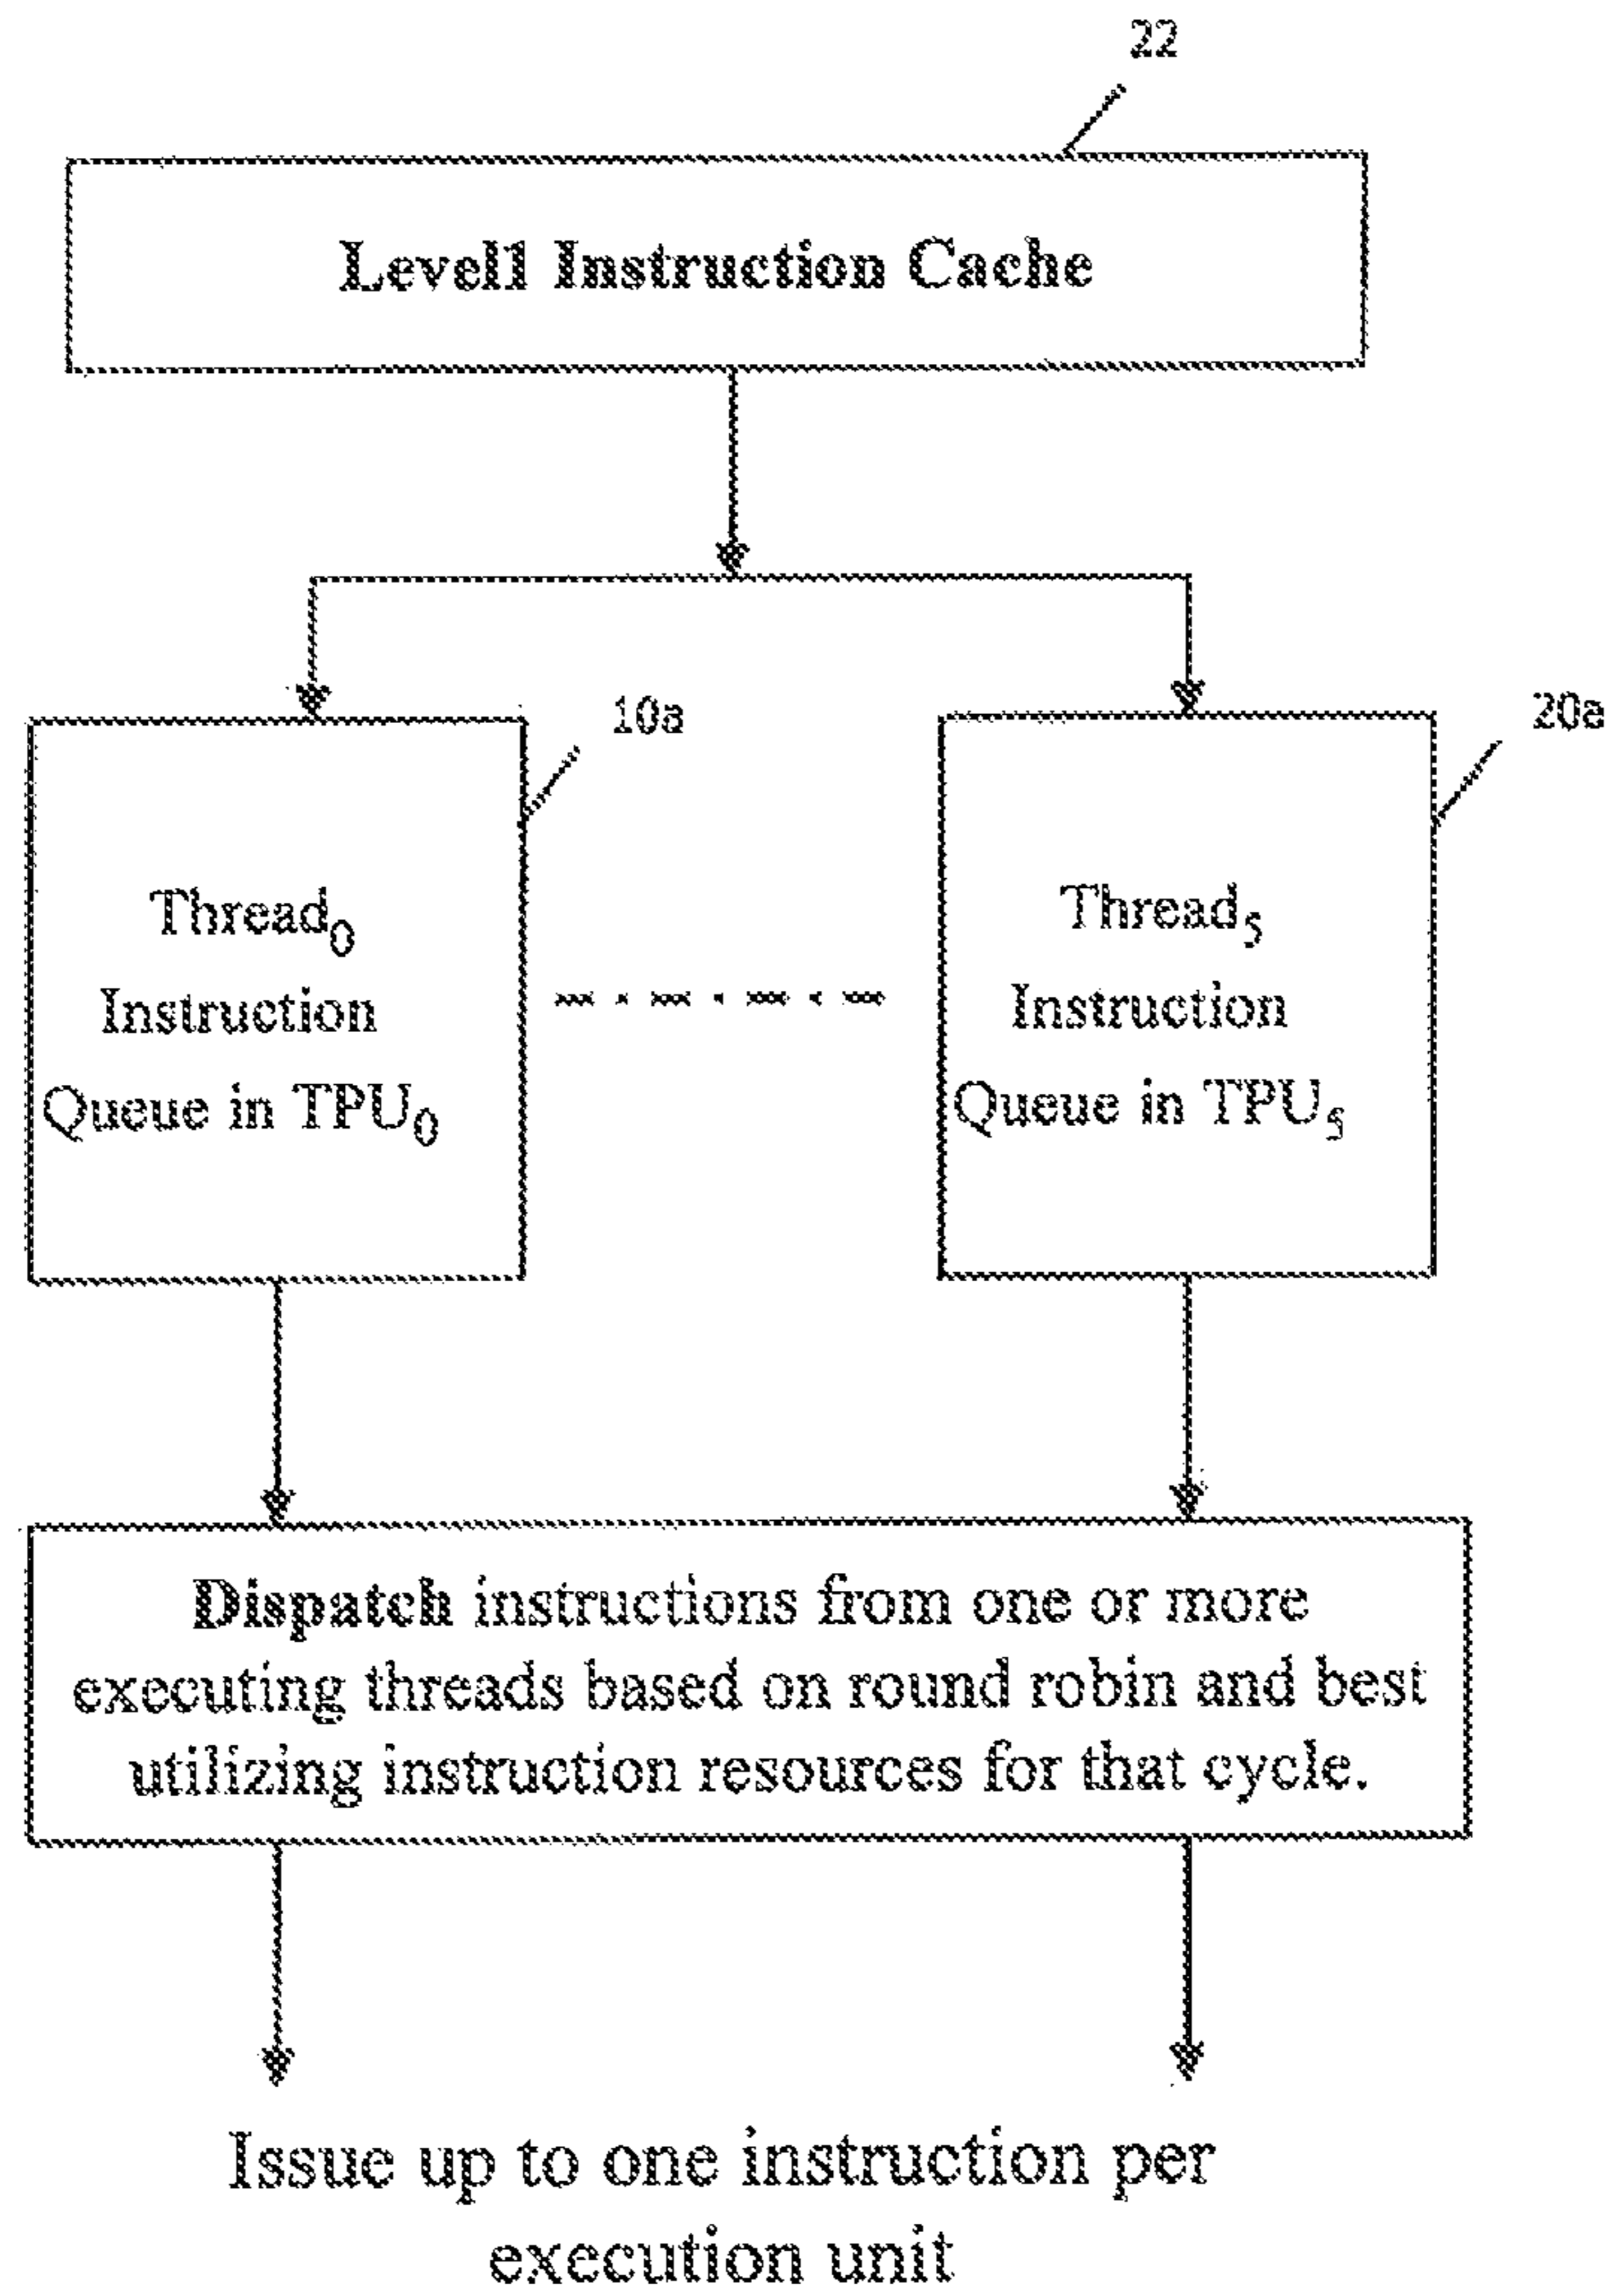 22
Level1 Instruction Cache
10a
20a
Thread0
Instruction
Queue in TPU0
Thread5
Instruction
Queue in TPU5
Dispatch instructions from one or more
executing threads based on round robin and best
utilizing instruction resources for that cycle.
Issue up to one instruction per
execution unit